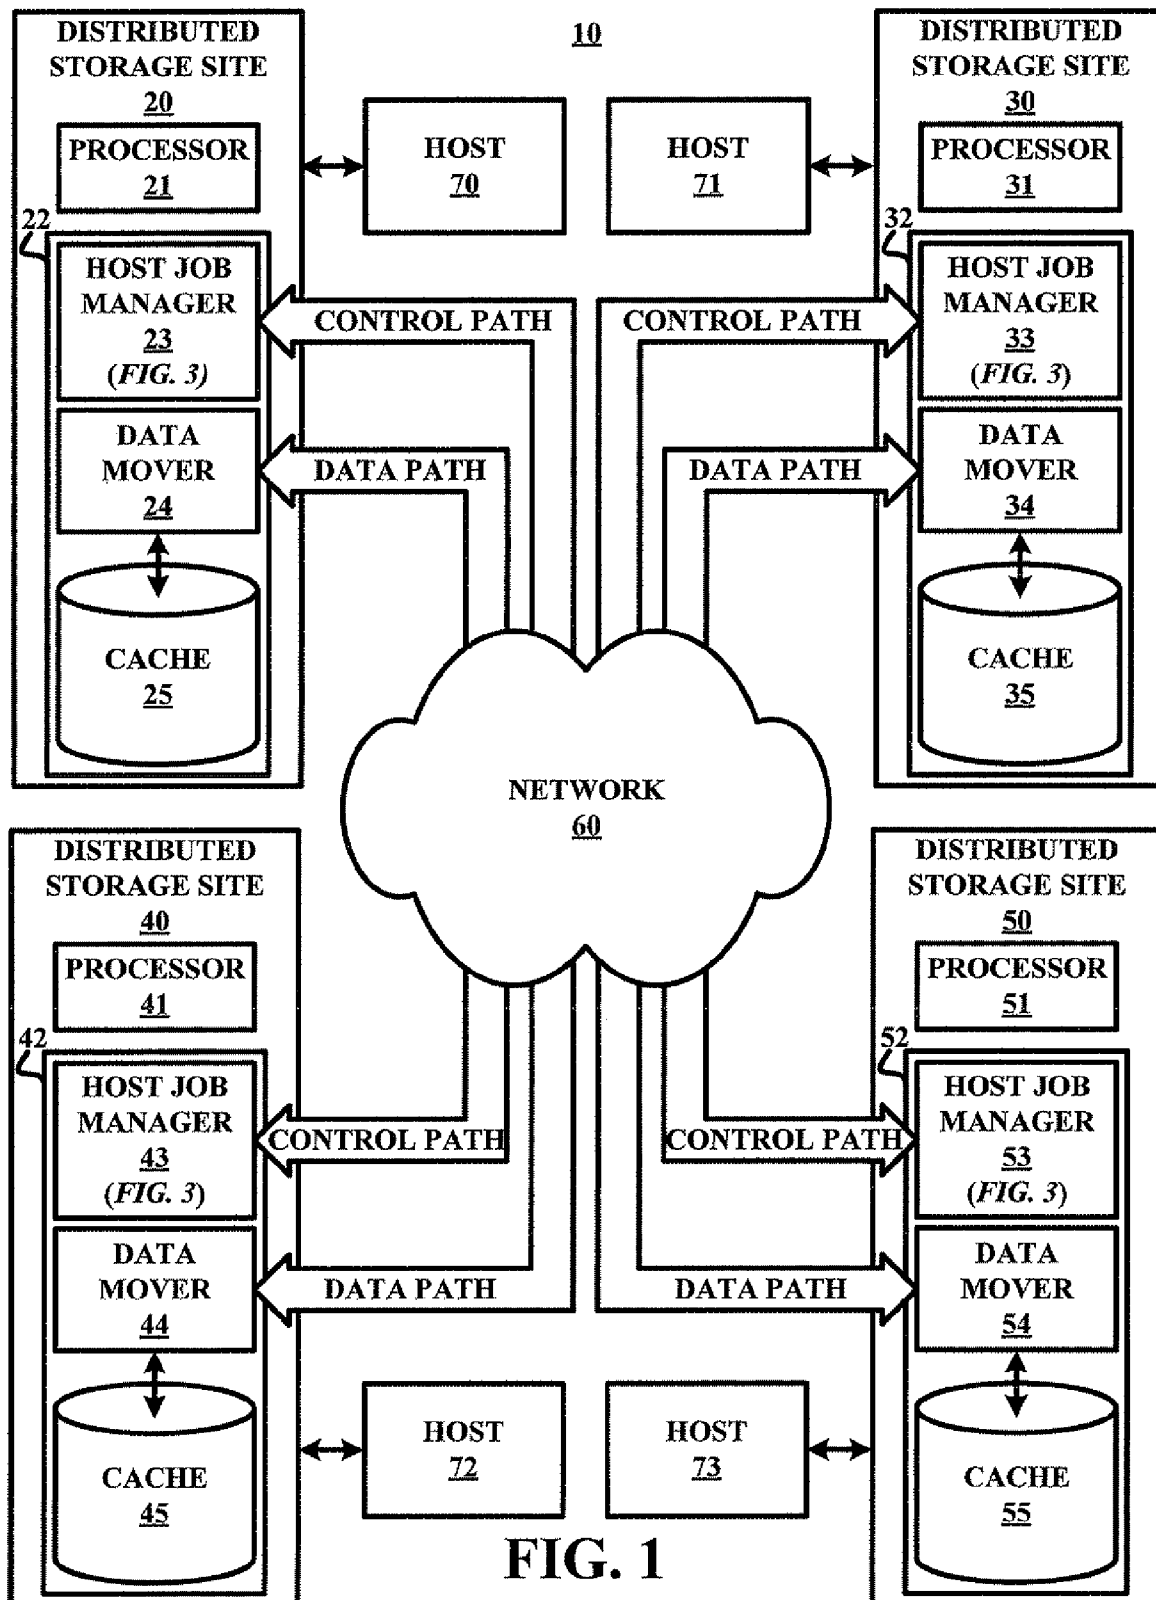 10
DISTRIBUTED
STORAGE SITE
20
PROCESSOR
21
22
HOST JOB
MANAGER
23
(FIG. 3)
DATA
MOVER
24
CACHE
25
HOST
70
HOST
71
CONTROL PATH
DATA PATH
CONTROL PATH
DATA PATH
DISTRIBUTED
STORAGE SITE
30
PROCESSOR
31
32
HOST JOB
MANAGER
33
(FIG. 3)
DATA
MOVER
34
CACHE
35
NETWORK
60
DISTRIBUTED
STORAGE SITE
40
PROCESSOR
41
42
HOST JOB
MANAGER
43
(FIG. 3)
DATA
MOVER
44
CACHE
45
CONTROL PATH
DATA PATH
CONTROL PATH
DATA PATH
HOST
72
HOST
73
DISTRIBUTED
STORAGE SITE
50
PROCESSOR
51
52
HOST JOB
MANAGER
53
(FIG. 3)
DATA
MOVER
54
CACHE
55
FIG. 1